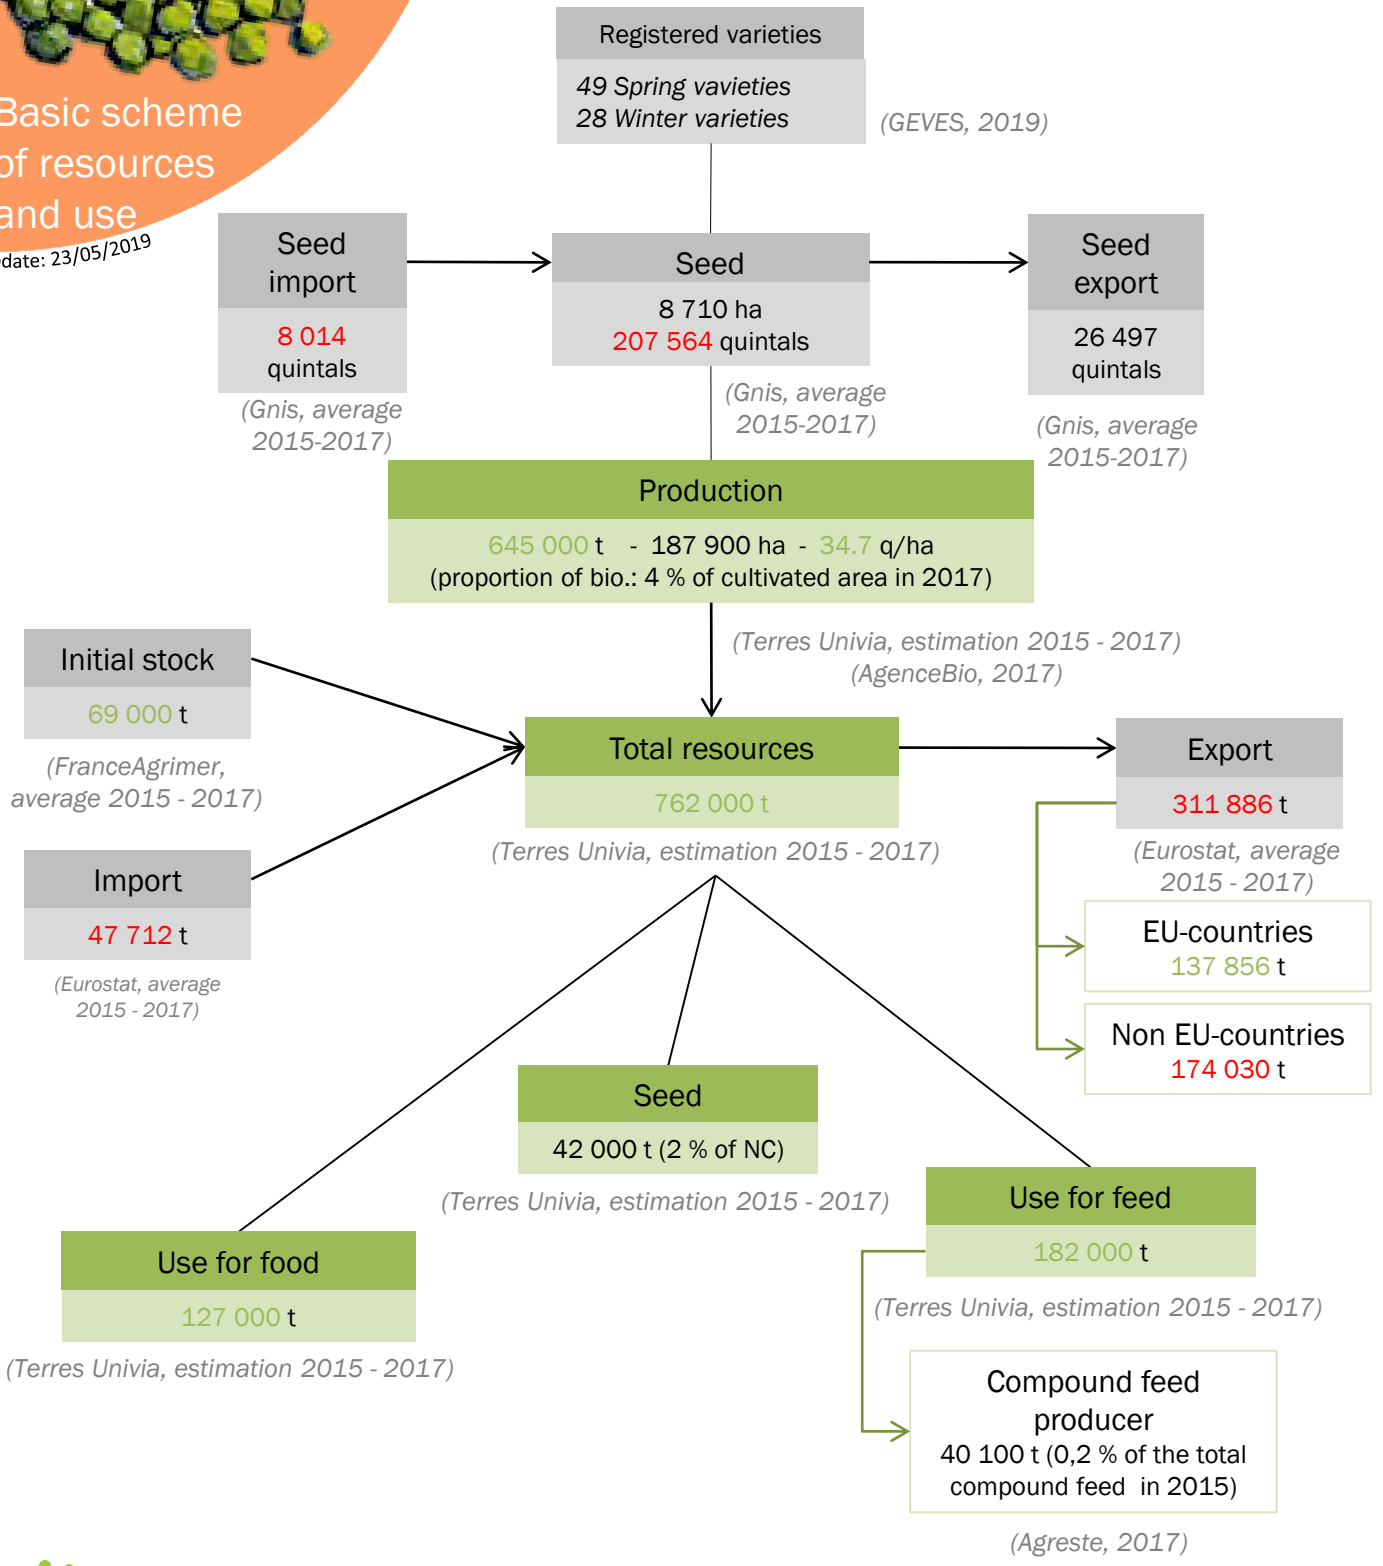 Basic scheme
of resources
and use
date: 23/05/2019
Registered varieties
49 Spring vavieties
28 Winter varieties
(GEVES, 2019)
Seed
import
8 014
quintals
(Gnis, average
2015-2017)
Seed
8 710 ha
207 564 quintals
(Gnis, average
2015-2017)
Seed
export
26 497
quintals
(Gnis, average
2015-2017)
Production
645 000 t - 187 900 ha - 34.7 q/ha
(proportion of bio.: 4 % of cultivated area in 2017)
(Terres Univia, estimation 2015 - 2017)
(AgenceBio, 2017)
Initial stock
69 000 t
(FranceAgrimer,
average 2015 - 2017)
Import
47 712 t
(Eurostat, average
2015 - 2017)
Total resources
762 000 t
(Terres Univia, estimation 2015 - 2017)
Export
311 886 t
(Eurostat, average
2015 - 2017)
EU-countries
137 856 t
Non EU-countries
174 030 t
Seed
42 000 t (2 % of NC)
(Terres Univia, estimation 2015 - 2017)
Use for food
127 000 t
(Terres Univia, estimation 2015 - 2017)
Use for feed
182 000 t
(Terres Univia, estimation 2015 - 2017)
Compound feed
producer
40 100 t (0,2 % of the total
compound feed in 2015)
(Agreste, 2017)